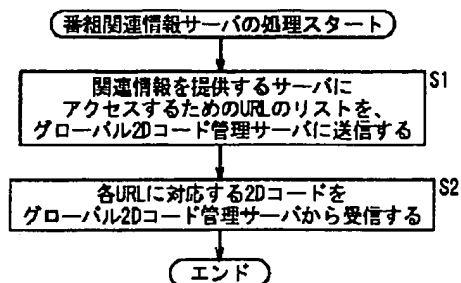 番組関連情報サーバの処理スタート
関連情報を提供するサーバに
アクセスするためのURLのリストを、
グローバル2Dコード管理サーバに送信する
S1
各URLに対応する2Dコードを
グローバル2Dコード管理サーバから受信する
S2
エンド